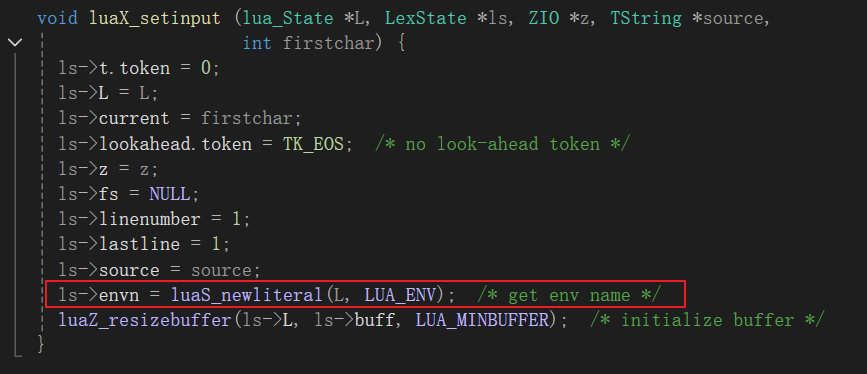 void luaX_setinput (lua_State *L, LexState *ls, ZIO *z, TString *source,
int firstchar) {
ls->t.token = 0;
ls->L = L;
ls->current = firstchar;
ls->lookahead.token = TK_EOS;  /* no look-ahead token */
ls->z = z;
ls->fs = NULL;
ls->linenumber = 1;
ls->lastline = 1;
ls->source = source;
ls->envn = luaS_newliteral(L, LUA_ENV);  /* get env name */
luaZ_resizebuffer(ls->L, ls->buff, LUA_MINBUFFER);  /* initialize buffer */
}